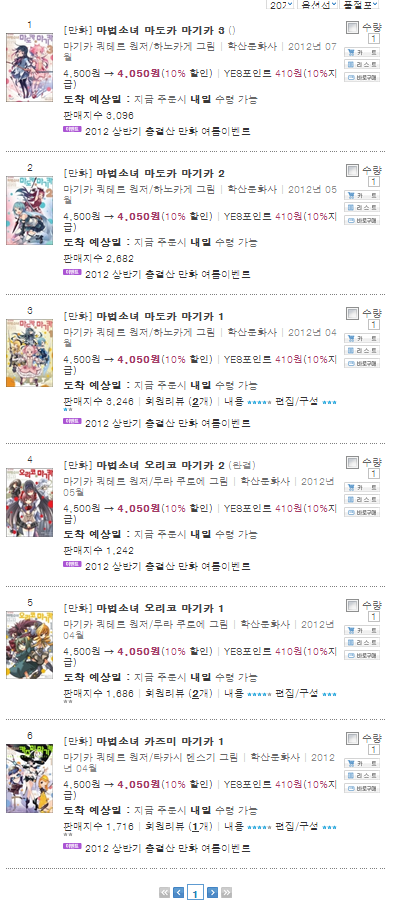 20개 옵션선 품절포
1
[만화] 마법소녀 마도카 마기카 3 ()
마기카 쿼테트 원저/하노카게 그림 | 학산문화사 | 2012년 07
월
4,500원 → 4,050원(10% 할인) | YES포인트 410원(10%지
급)
도착 예상일 : 지금 주문시 내일 수령 가능
판매지수 3,096
이벤트 2012 상반기 총결산 만화 여름이벤트
수량
1
카 트
리스트
바로구매
2
[만화] 마법소녀 마도카 마기카 2
마기카 쿼테트 원저/하노카게 그림 | 학산문화사 | 2012년 05
월
4,500원 → 4,050원(10% 할인) | YES포인트 410원(10%지
급)
도착 예상일 : 지금 주문시 내일 수령 가능
판매지수 2,682
이벤트 2012 상반기 총결산 만화 여름이벤트
수량
1
카 트
리스트
바로구매
3
[만화] 마법소녀 마도카 마기카 1
마기카 쿼테트 원저/하노카게 그림 | 학산문화사 | 2012년 04
월
4,500원 → 4,050원(10% 할인) | YES포인트 410원(10%지
급)
도착 예상일 : 지금 주문시 내일 수령 가능
판매지수 3,246 | 회원리뷰 (2개) | 내용 ★★★★★ 편집/구성 ★★★
★★
이벤트 2012 상반기 총결산 만화 여름이벤트
수량
1
카 트
리스트
바로구매
4
[만화] 마법소녀 오리코 마기카 2 (완결)
마기카 쿼테트 원저/무라 쿠로에 그림 | 학산문화사 | 2012년
05월
4,500원 → 4,050원(10% 할인) | YES포인트 410원(10%지
급)
도착 예상일 : 지금 주문시 내일 수령 가능
판매지수 1,242
이벤트 2012 상반기 총결산 만화 여름이벤트
수량
1
카 트
리스트
바로구매
5
[만화] 마법소녀 오리코 마기카 1
마기카 쿼테트 원저/무라 쿠로에 그림 | 학산문화사 | 2012년
04월
4,500원 → 4,050원(10% 할인) | YES포인트 410원(10%지
급)
도착 예상일 : 지금 주문시 내일 수령 가능
판매지수 1,686 | 회원리뷰 (2개) | 내용 ★★★★★ 편집/구성 ★★★
★★
수량
1
카 트
리스트
바로구매
6
[만화] 마법소녀 카즈미 마기카 1
마기카 쿼테트 원저/타카시 텐스기 그림 | 학산문화사 | 2012
년 04월
4,500원 → 4,050원(10% 할인) | YES포인트 410원(10%지
급)
도착 예상일 : 지금 주문시 내일 수령 가능
판매지수 1,716 | 회원리뷰 (1개) | 내용 ★★★★★ 편집/구성 ★★★
★★
이벤트 2012 상반기 총결산 만화 여름이벤트
수량
1
카 트
리스트
바로구매
1